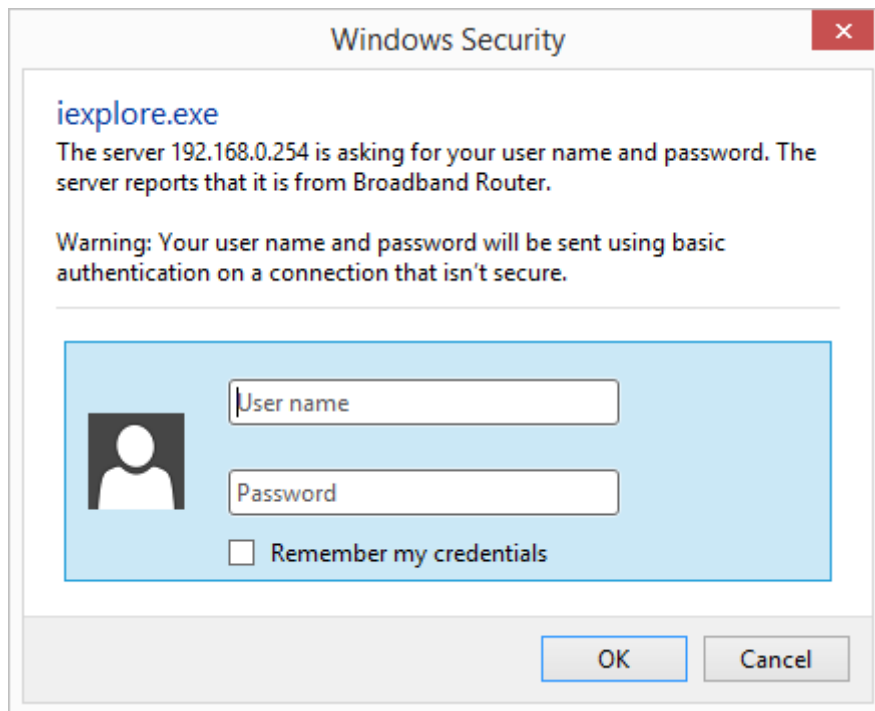 Windows Security
iexplore.exe
The server 192.168.0.254 is asking for your user name and password. The
server reports that it is from Broadband Router.
Warning: Your user name and password will be sent using basic
authentication on a connection that isn't secure.
User name
Password
Remember my credentials
OK
Cancel